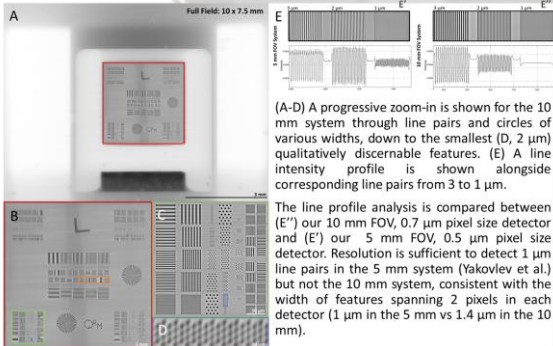 A
Full Field: 10 x 7.5 mm
B
C
D
E
E'
E''
3 µm
2 µm
1 µm
3 µm
2 µm
1 µm
5 mm FOV System
10 mm FOV System
(A-D) A progressive zoom-in is shown for the 10
mm system through line pairs and circles of
various widths, down to the smallest (D, 2 µm)
qualitatively discernable features. (E) A line
intensity profile is shown alongside
corresponding line pairs from 3 to 1 µm.
The line profile analysis is compared between
(E'') our 10 mm FOV, 0.7 µm pixel size detector
and (E') our 5 mm FOV, 0.5 µm pixel size
detector. Resolution is sufficient to detect 1 µm
line pairs in the 5 mm system (Yakovlev et al.)
but not the 10 mm system, consistent with the
width of features spanning 2 pixels in each
detector (1 µm in the 5 mm vs 1.4 µm in the 10
mm).